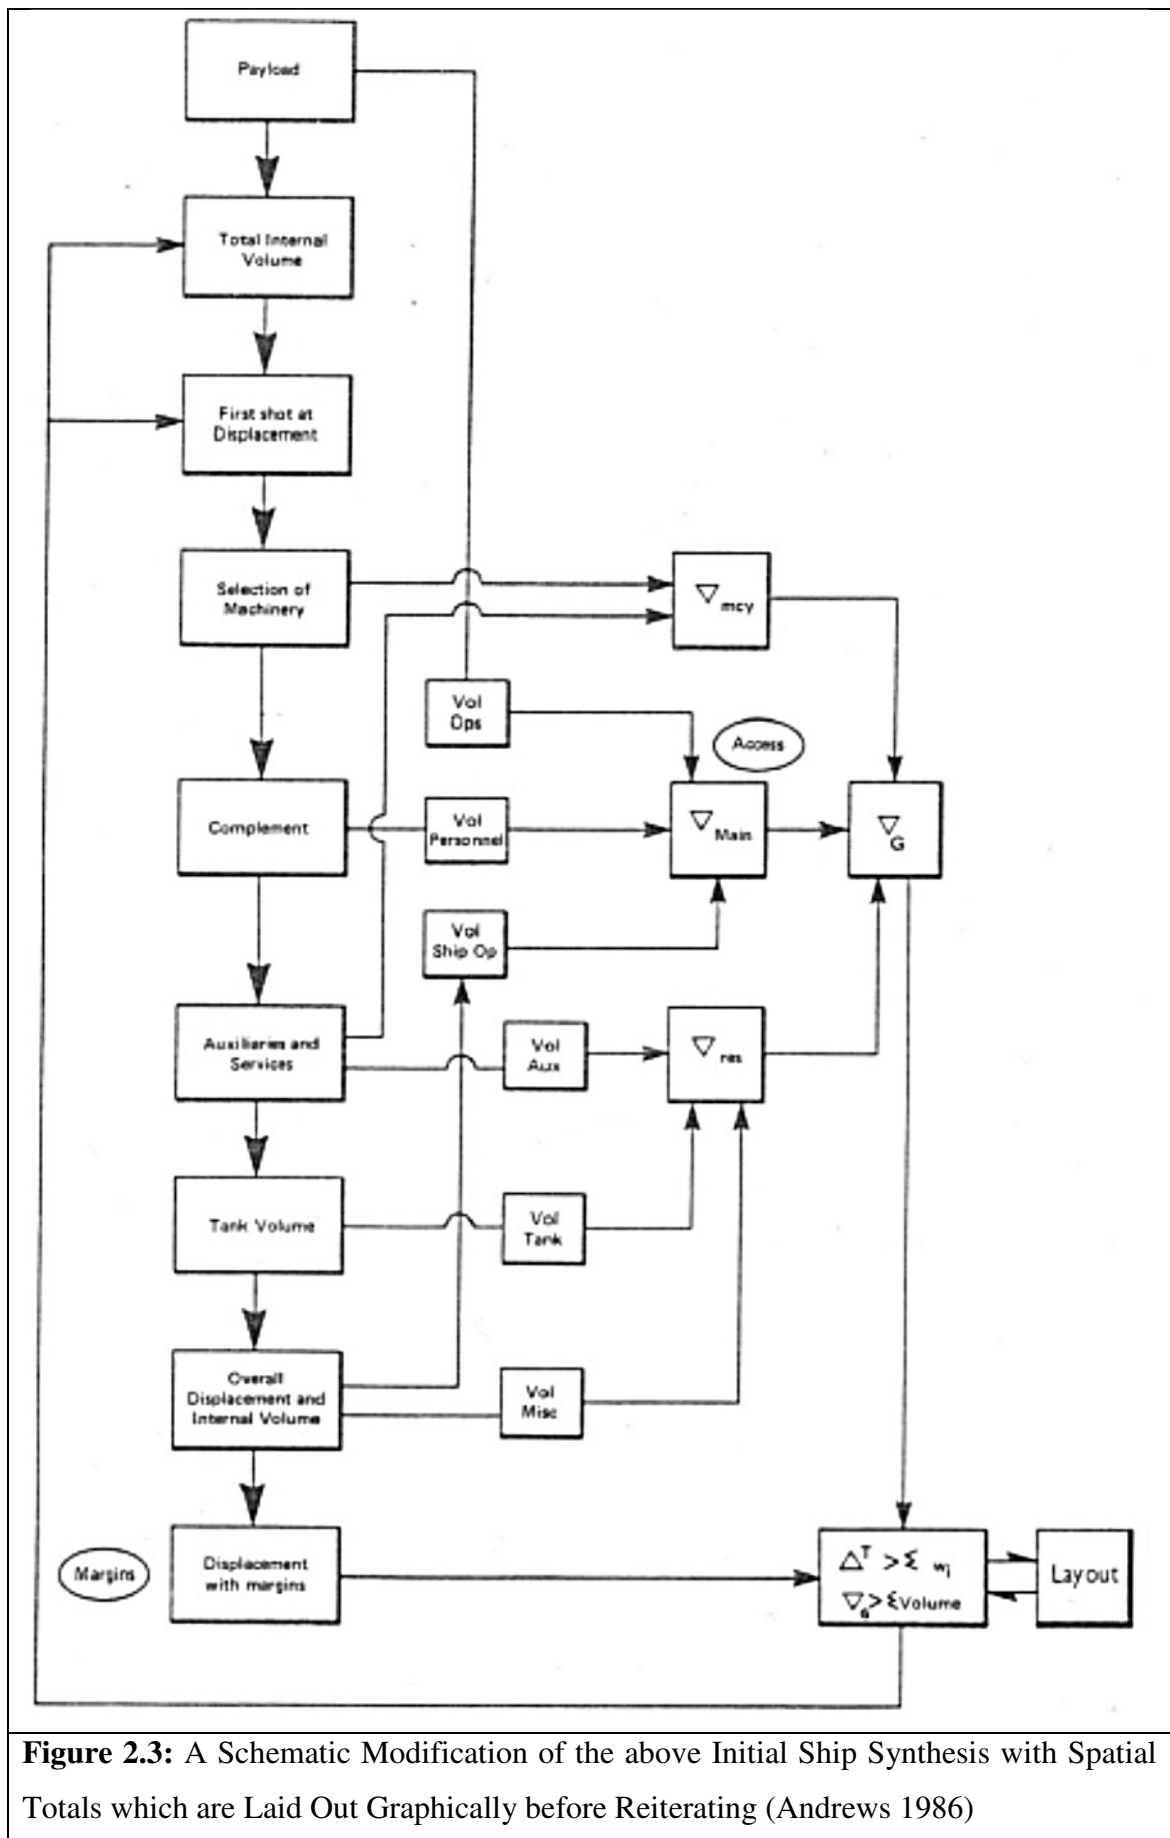 Payload
Total Internal
Volume
First shot at
Displacement
Selection of
Machinery
▽ mcy
Vol
Ops
Access
Complement
Vol
Personnel
▽ Main
▽ G
Vol
Ship Op
Auxiliaries and
Services
Vol
Aux
▽ res
Tank Volume
Vol
Tank
Overall
Displacement and
Internal Volume
Vol
Misc
Margins
Displacement
with margins
△T > Σ wi
▽G > ΣVolume
Layout
Figure 2.3: A Schematic Modification of the above Initial Ship Synthesis with Spatial
Totals which are Laid Out Graphically before Reiterating (Andrews 1986)